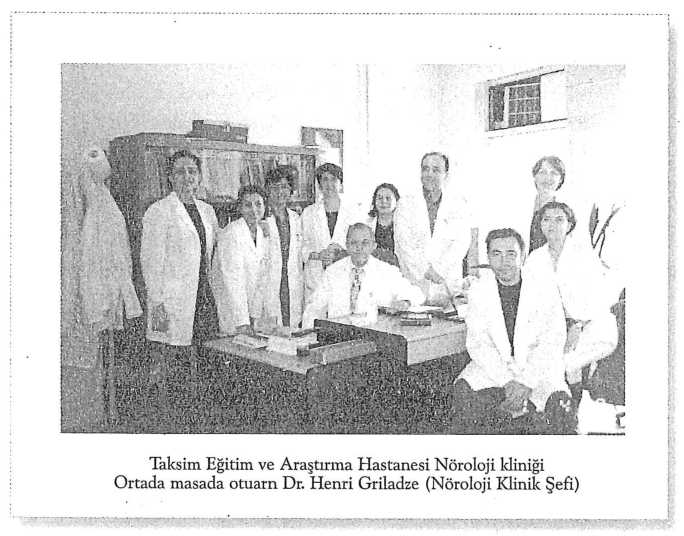 Taksim Eğitim ve Araştırma Hastanesi Nöroloji kliniği
Ortada masada otuarn Dr. Henri Griladze (Nöroloji Klinik Şefi)